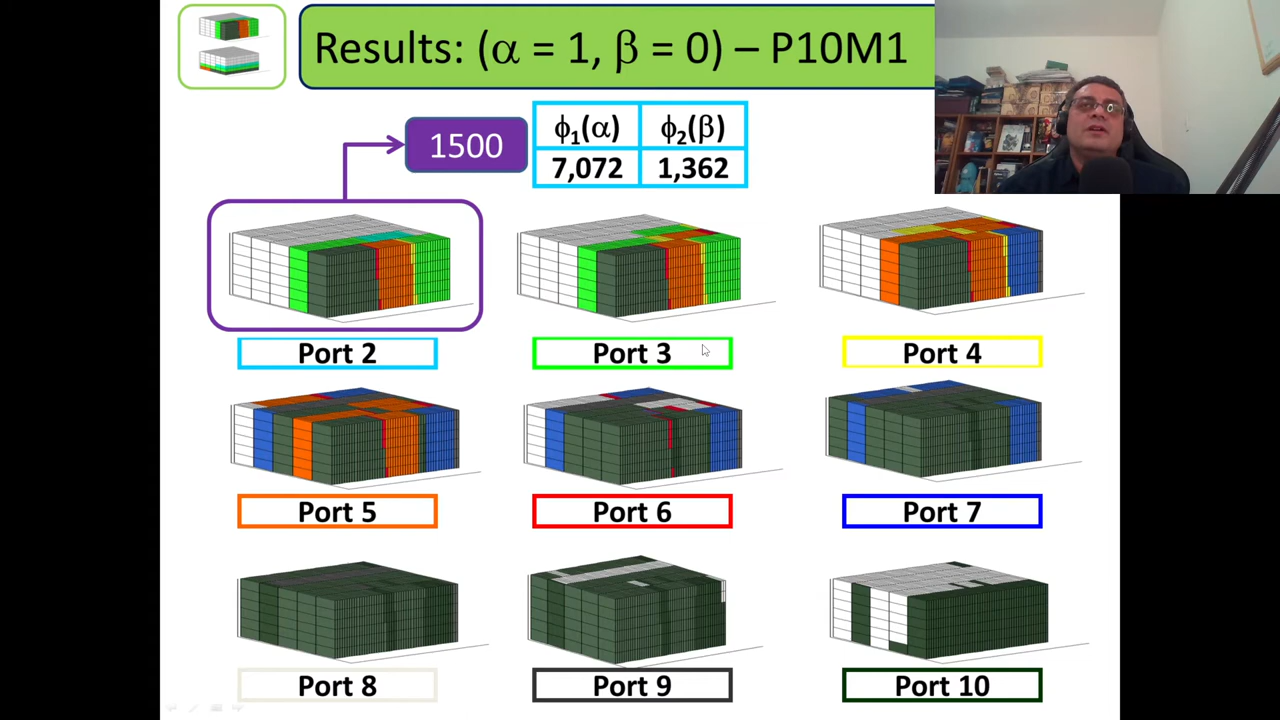 Results: (α = 1, β = 0) – P10M1
1500
ϕ₁(α) ϕ₂(β)
7,072 1,362
Port 2 Port 3 Port 4
Port 5 Port 6 Port 7
Port 8 Port 9 Port 10